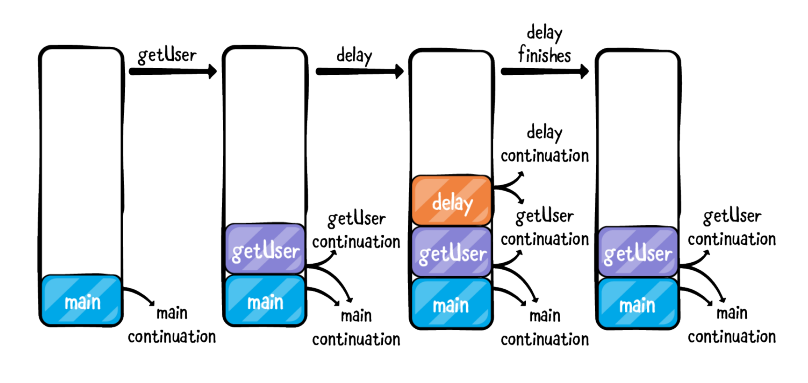 getUser
delay
delay
finishes
main
main
continuation
getUser
main
getUser
continuation
main
continuation
delay
getUser
main
delay
continuation
getUser
continuation
main
continuation
getUser
main
getUser
continuation
main
continuation